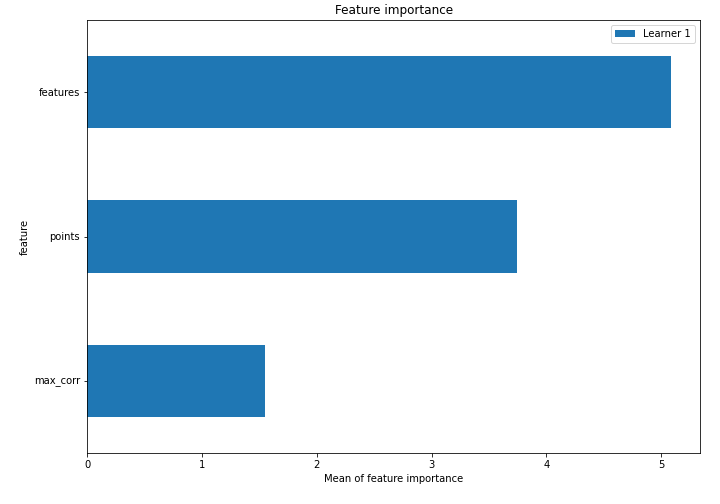 Feature importance
Learner 1
features
points
max_corr
feature
0 1 2 3 4 5
Mean of feature importance